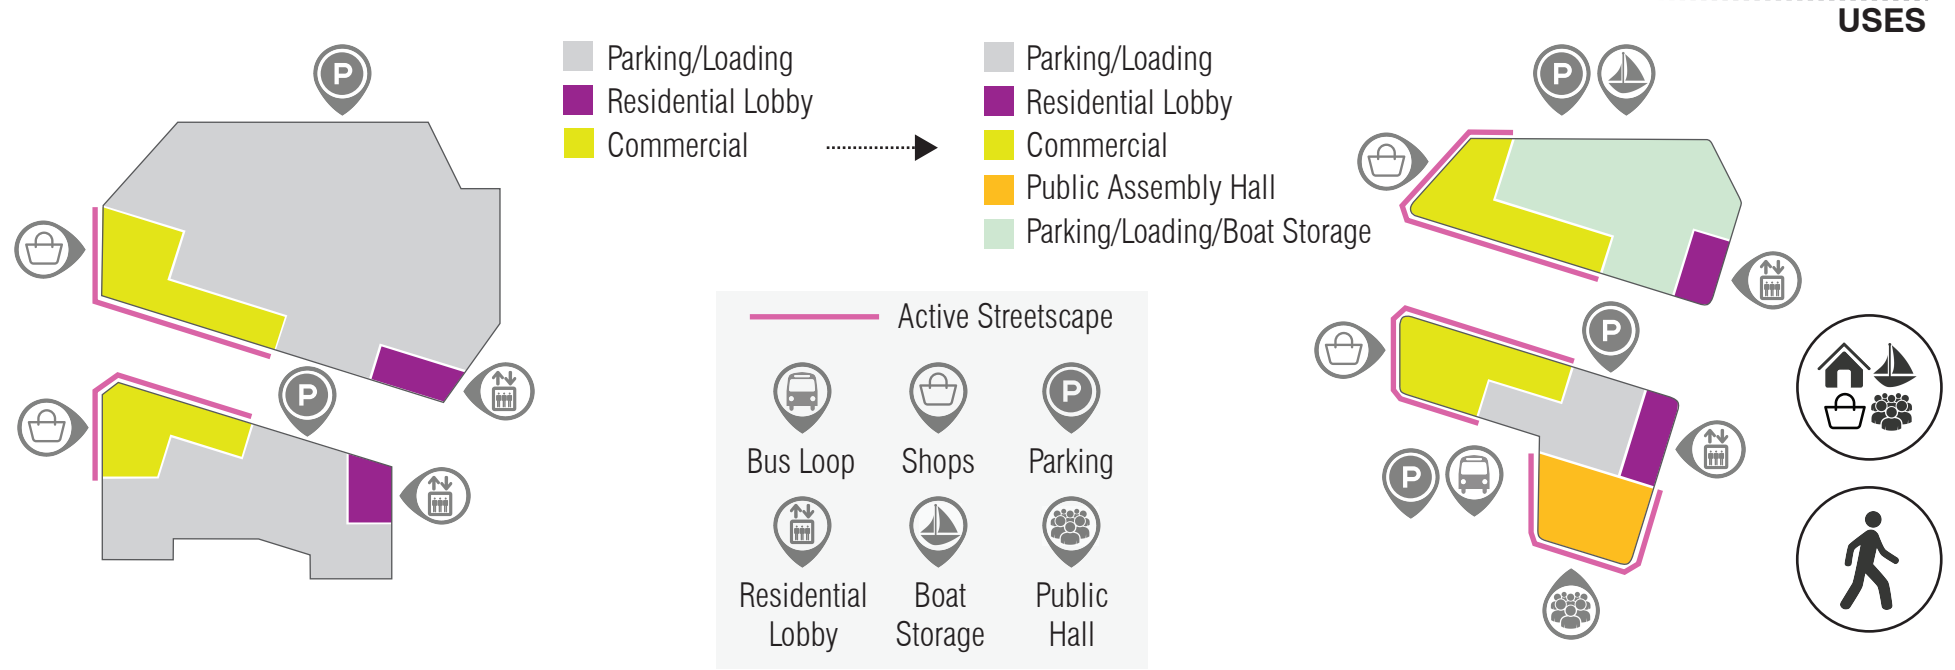 USES
Parking/Loading
Residential Lobby
Commercial
Parking/Loading
Residential Lobby
Commercial
Public Assembly Hall
Parking/Loading/Boat Storage
P
P
P
P
P
Active Streetscape
P
Bus Loop
Shops
Parking
Residential
Lobby
Boat
Storage
Public
Hall